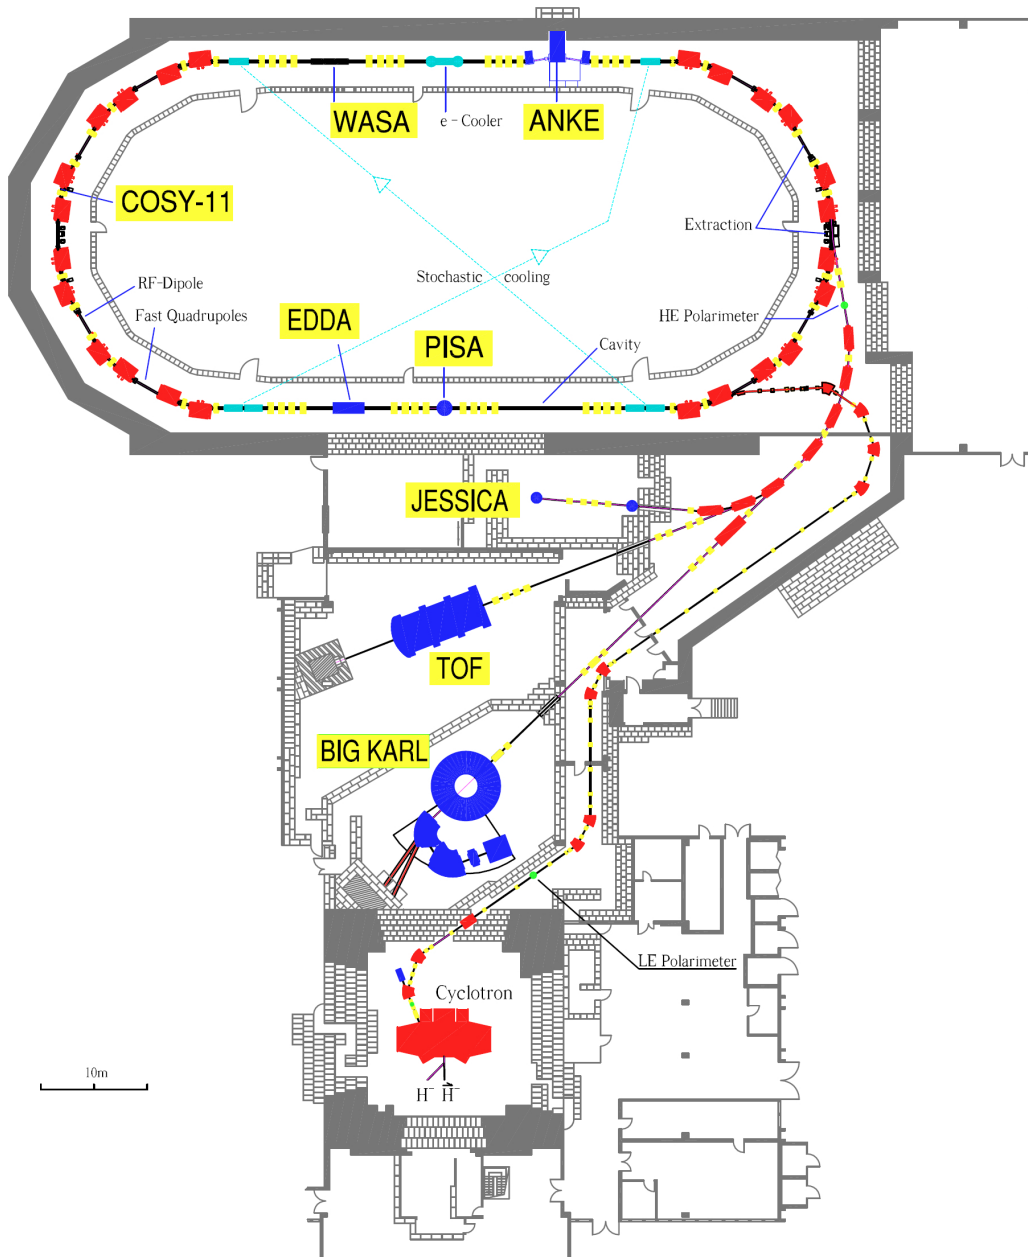 WASA
e - Cooler
ANKE
COSY-11
Extraction
Stochastic cooling
RF-Dipole
Fast Quadrupoles
EDDA
PISA
Cavity
HE Polarimeter
JESSICA
TOF
BIG KARL
LE Polarimeter
Cyclotron
10m
H⁻ H⃗⁻